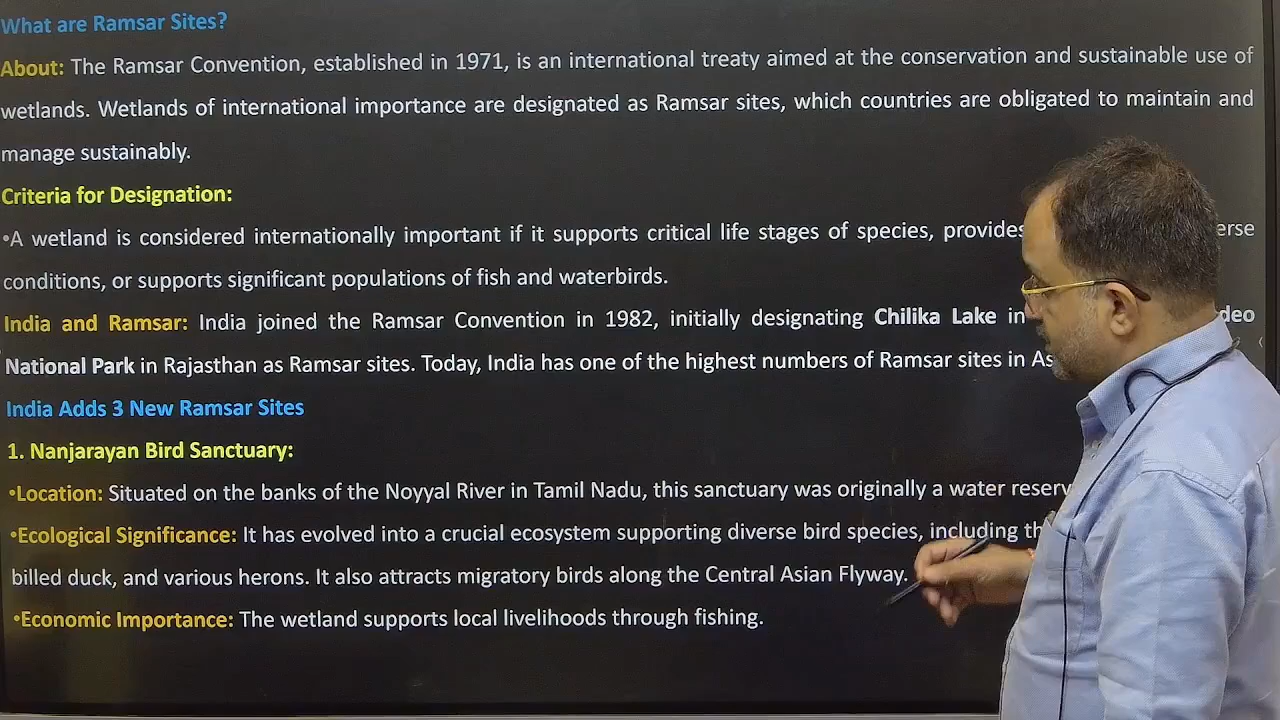 What are Ramsar Sites?
About: The Ramsar Convention, established in 1971, is an international treaty aimed at the conservation and sustainable use of
wetlands. Wetlands of international importance are designated as Ramsar sites, which countries are obligated to maintain and
manage sustainably.
Criteria for Designation:
•A wetland is considered internationally important if it supports critical life stages of species, provides
conditions, or supports significant populations of fish and waterbirds.
India and Ramsar: India joined the Ramsar Convention in 1982, initially designating Chilika Lake in
National Park in Rajasthan as Ramsar sites. Today, India has one of the highest numbers of Ramsar sites in
India Adds 3 New Ramsar Sites
1. Nanjarayan Bird Sanctuary:
•Location: Situated on the banks of the Noyyal River in Tamil Nadu, this sanctuary was originally a water
•Ecological Significance: It has evolved into a crucial ecosystem supporting diverse bird species, including
billed duck, and various herons. It also attracts migratory birds along the Central Asian Flyway.
•Economic Importance: The wetland supports local livelihoods through fishing.